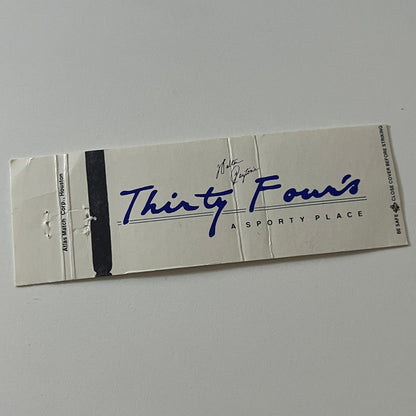 Walter
Payton's
Thirty Four's
A SPORTY PLACE
Atlas Match. Corp., Houston
BE SAFE CLOSE COVER BEFORE STRIKING